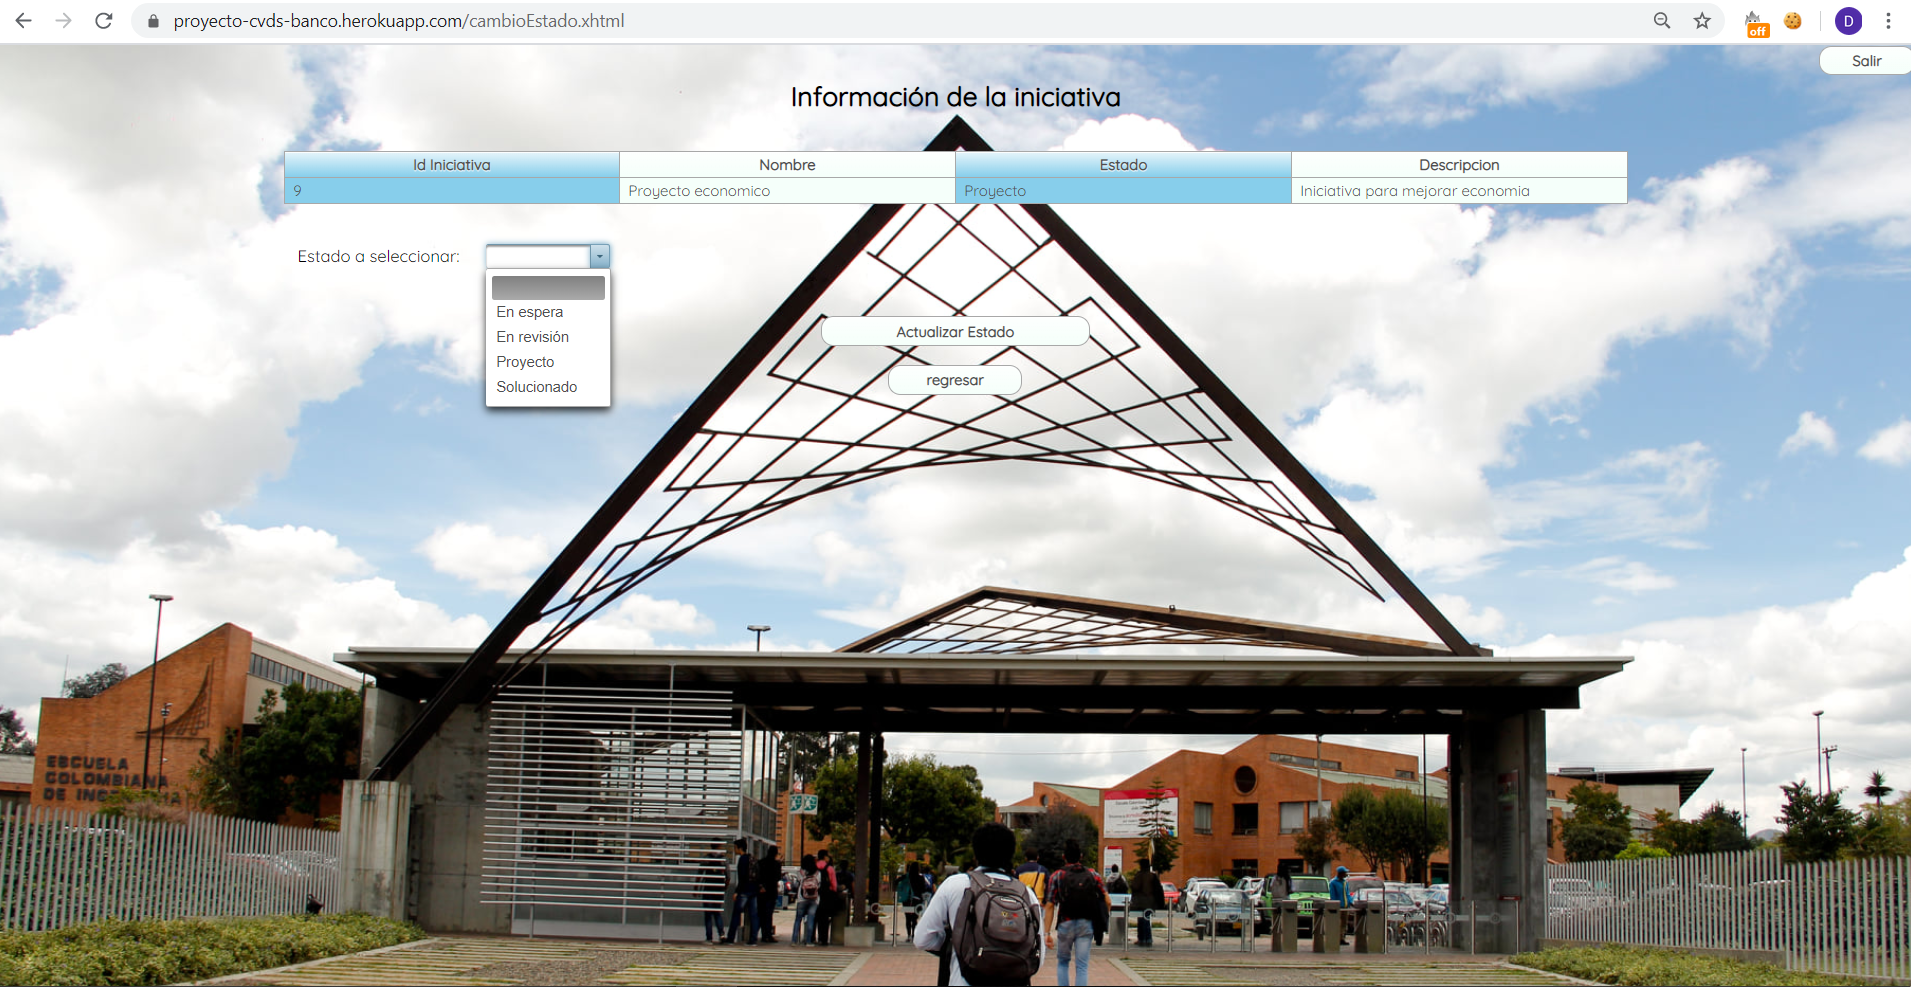 proyecto-cvds-banco.herokuapp.com/cambioEstado.xhtml
off
D
Salir
Información de la iniciativa
Id Iniciativa Nombre Estado Descripcion
9 Proyecto economico Proyecto Iniciativa para mejorar economia
Estado a seleccionar:
En espera
En revisión
Proyecto
Solucionado
Actualizar Estado
regresar
ESCUELA
COLOMBIANA
DE